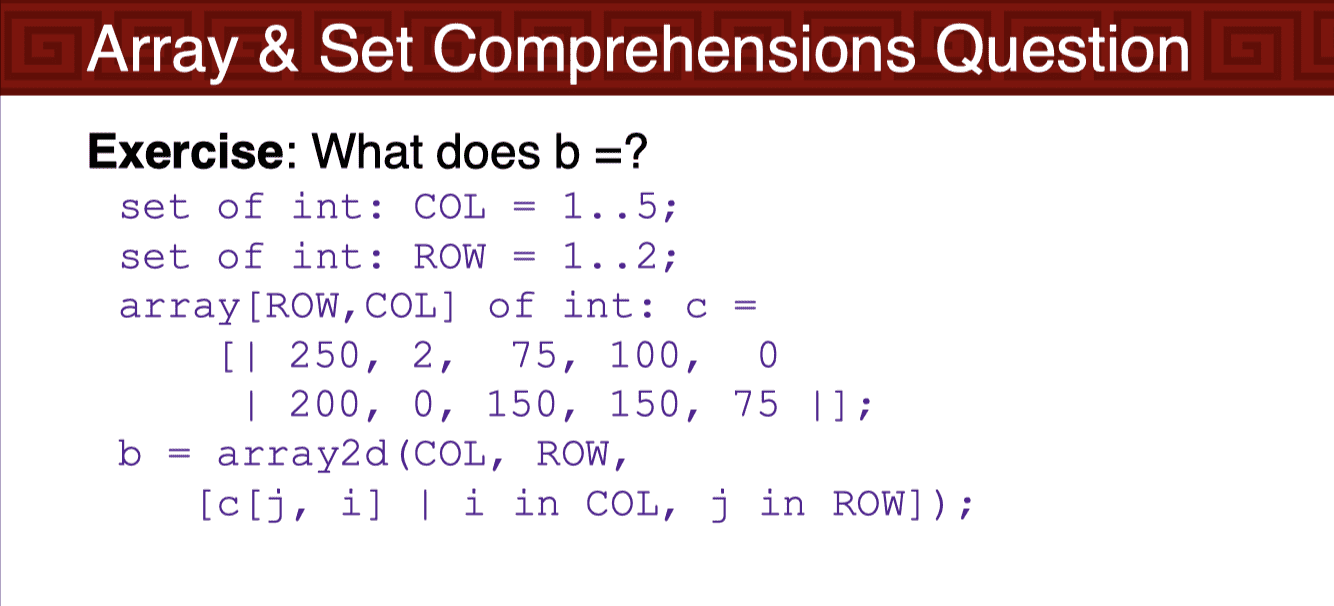 Array & Set Comprehensions Question
Exercise: What does b =?
set of int: COL = 1..5;
set of int: ROW = 1..2;
array[ROW,COL] of int: c =
[| 250, 2, 75, 100, 0
| 200, 0, 150, 150, 75 |];
b = array2d(COL, ROW,
[c[j, i] | i in COL, j in ROW]);